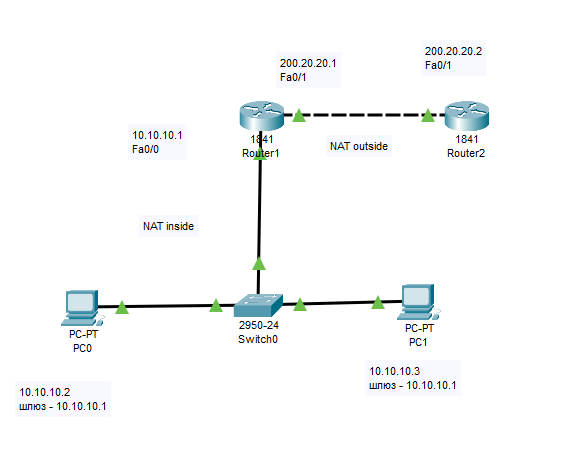 200.20.20.1
Fa0/1
200.20.20.2
Fa0/1
10.10.10.1
Fa0/0
1841
Router1
NAT outside
1841
Router2
NAT inside
PC-PT
PC0
2950-24
Switch0
PC-PT
PC1
10.10.10.2
шлюз - 10.10.10.1
10.10.10.3
шлюз - 10.10.10.1